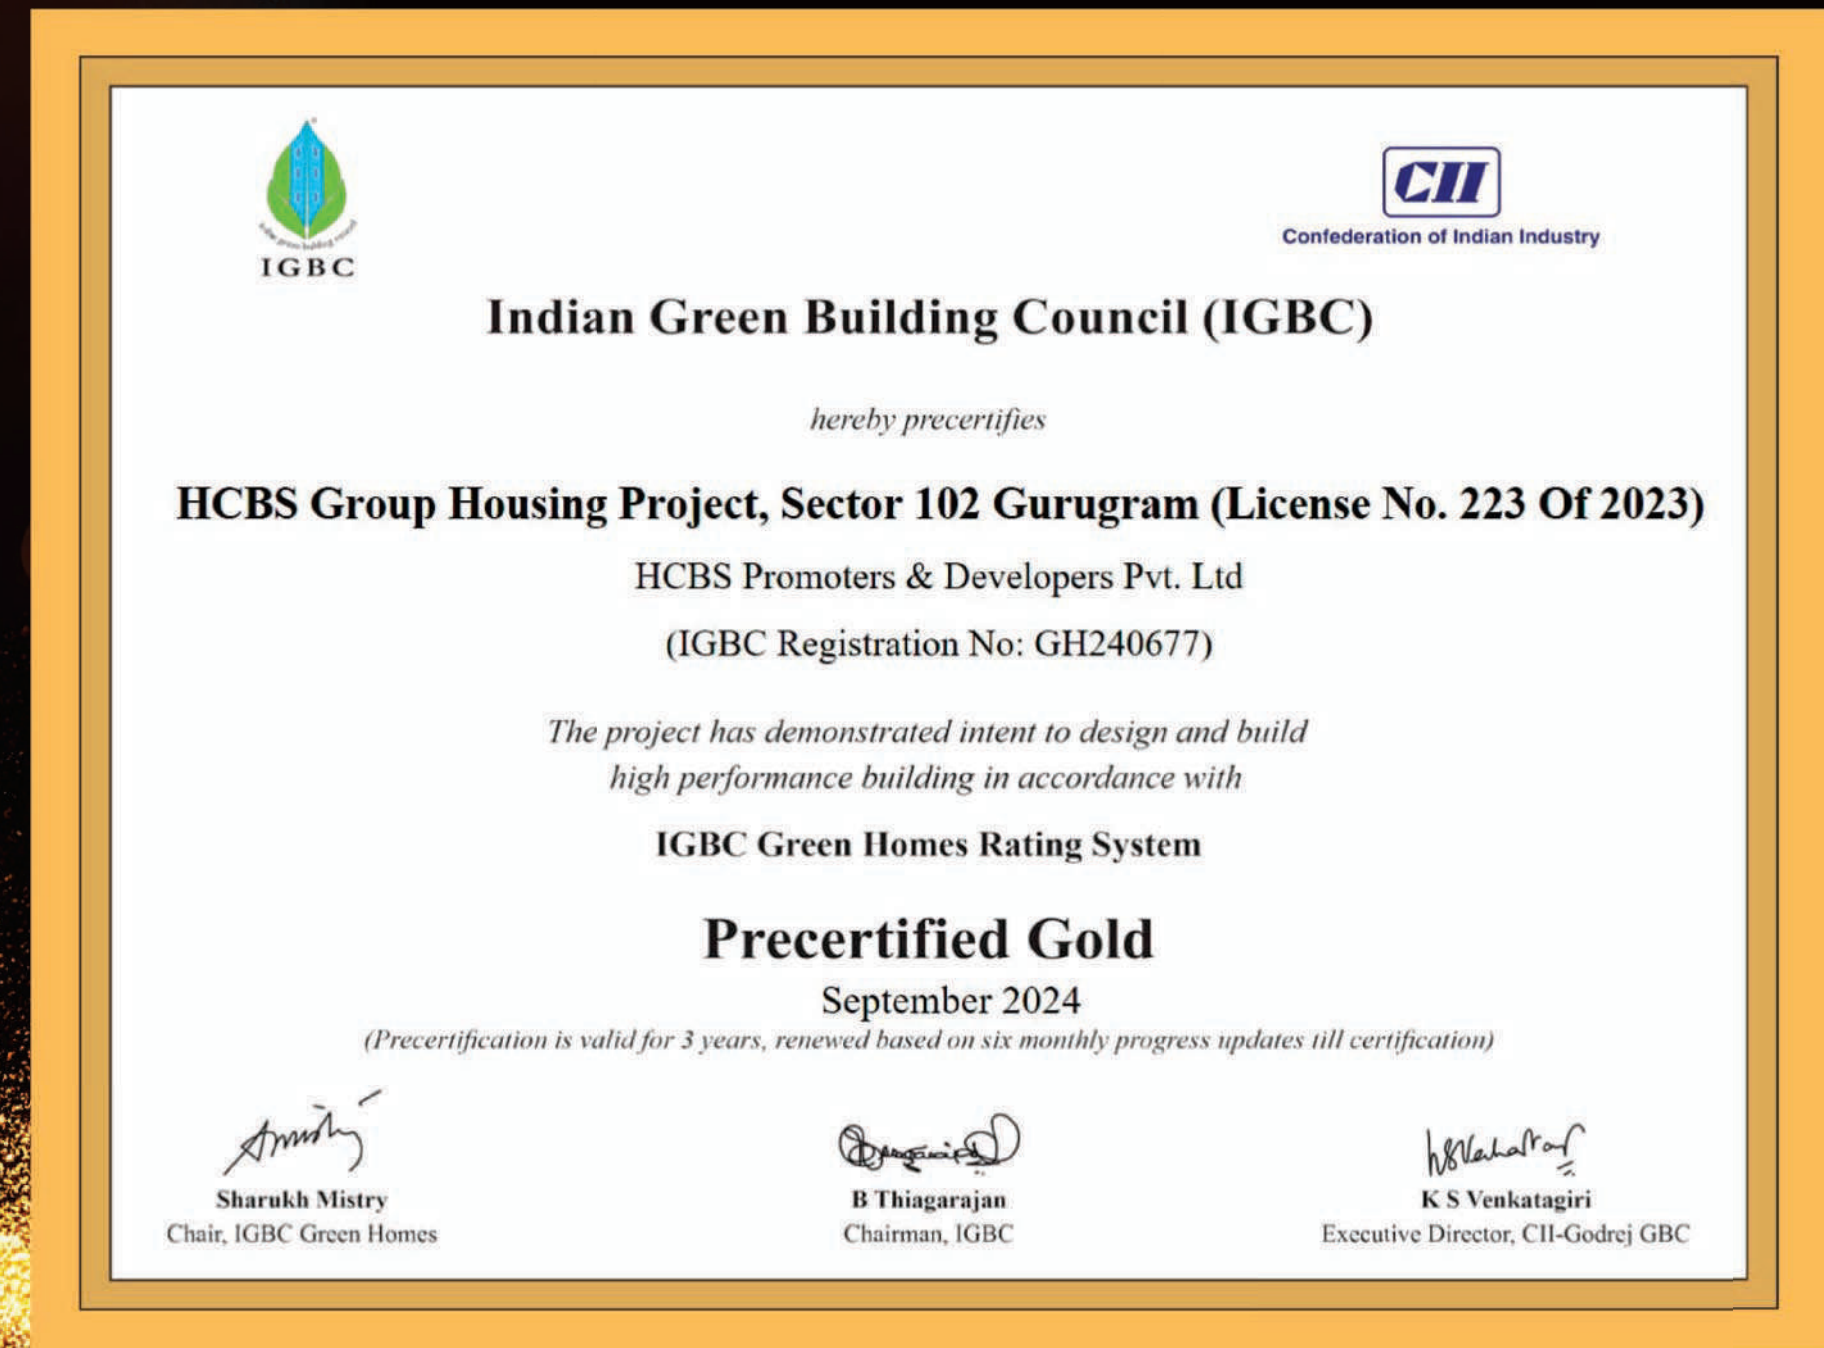 IGBC
CII
Confederation of Indian Industry
Indian Green Building Council (IGBC)
hereby precertifies
HCBS Group Housing Project, Sector 102 Gurugram (License No. 223 Of 2023)
HCBS Promoters & Developers Pvt. Ltd
(IGBC Registration No: GH240677)
The project has demonstrated intent to design and build
high performance building in accordance with
IGBC Green Homes Rating System
Precertified Gold
September 2024
(Precertification is valid for 3 years, renewed based on six monthly progress updates till certification)
Sharukh Mistry
Chair, IGBC Green Homes
B Thiagarajan
Chairman, IGBC
K S Venkatagiri
Executive Director, CII-Godrej GBC